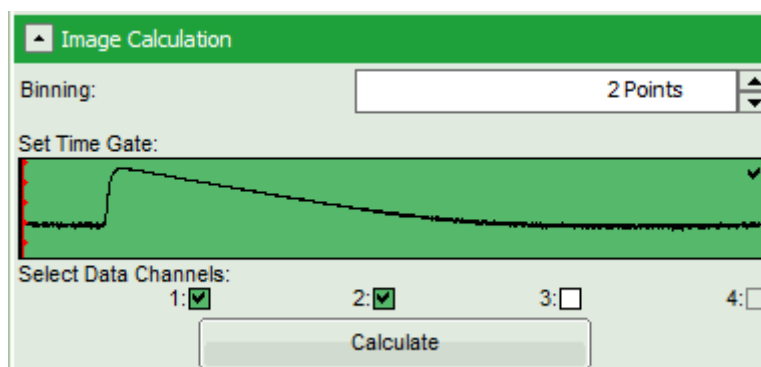 Image Calculation
Binning: 2 Points
Set Time Gate:
Select Data Channels:
1: 2: 3: 4:
Calculate